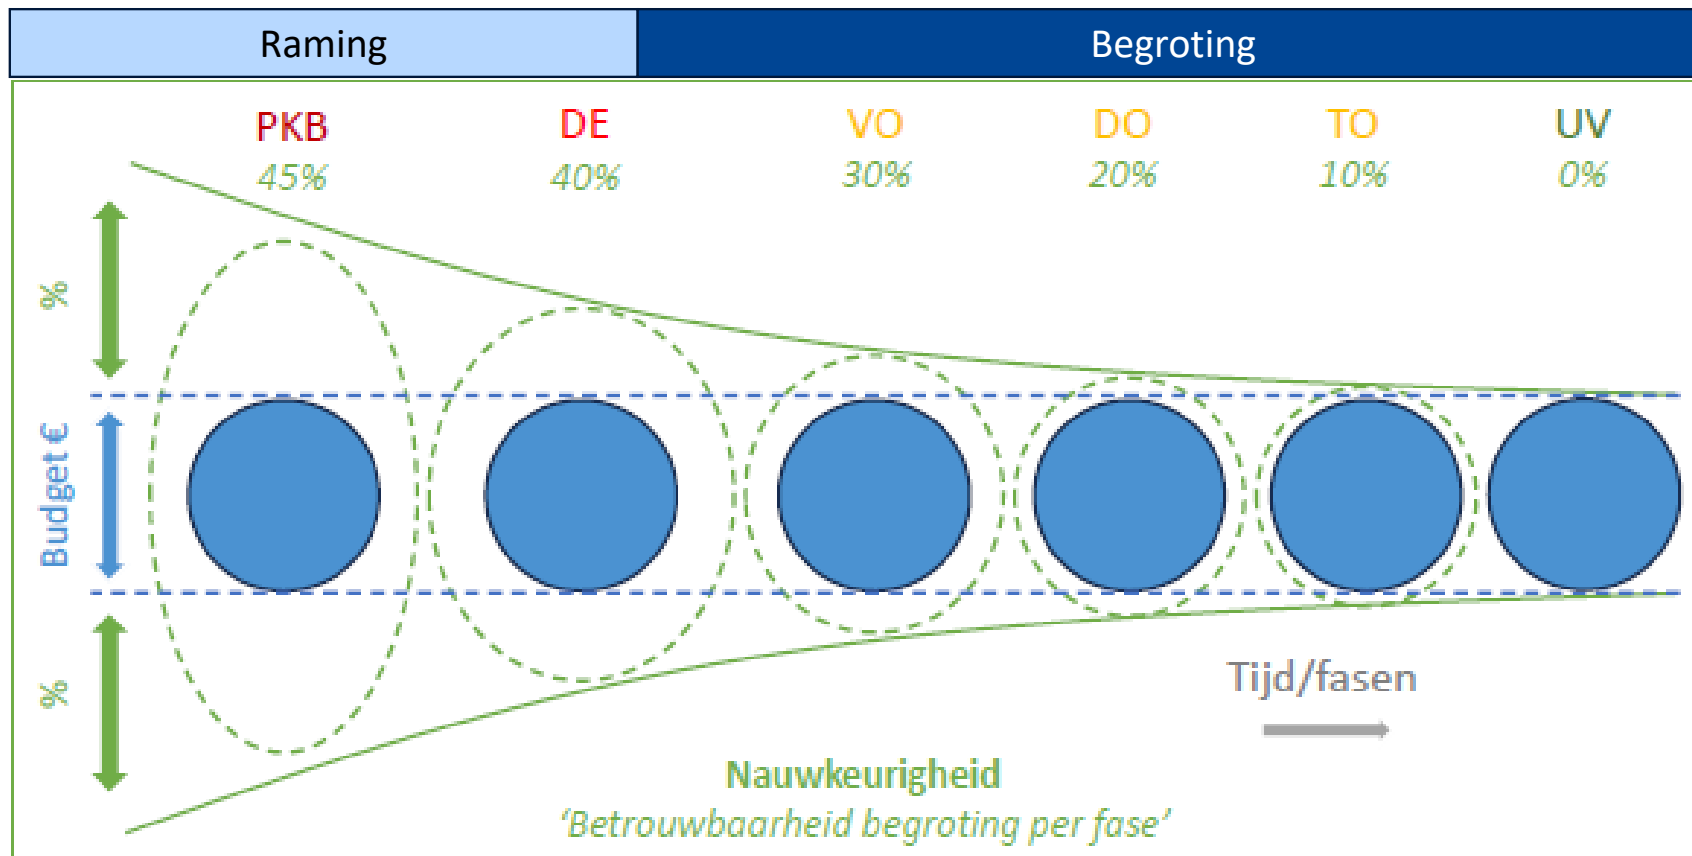 Raming Begroting
PKB DE VO DO TO UV
45% 40% 30% 20% 10% 0%
%
Budget €
%
Tijd/fasen
Nauwkeurigheid
‘Betrouwbaarheid begroting per fase’